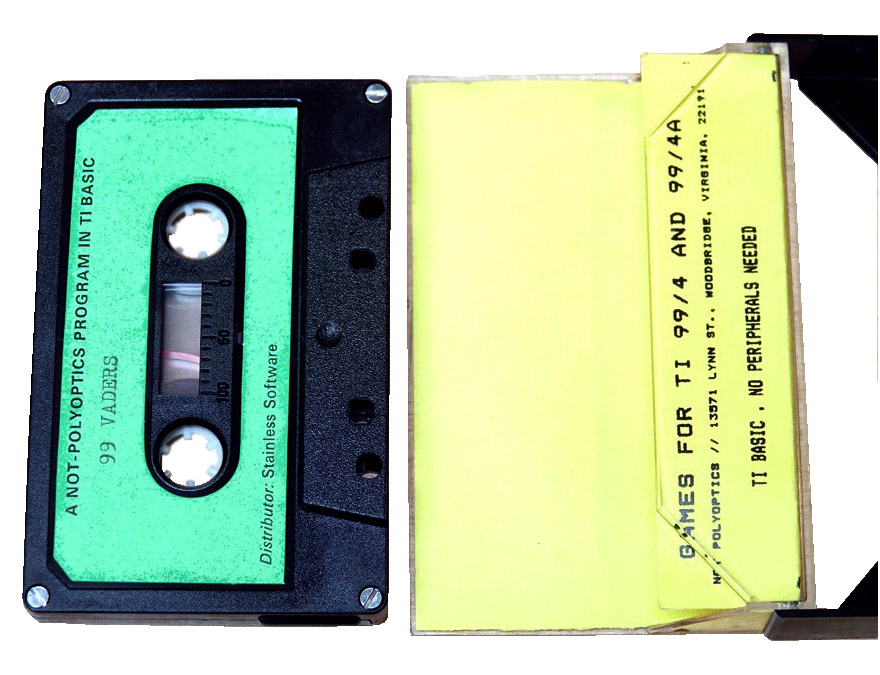 A NOT-POLYOPTICS PROGRAM IN TI BASIC
99 VADERS
0
50
100
Distributor: Stainless Software
GAMES FOR TI 99/4 AND 99/4A
NOT POLYOPTICS // 13571 LYNN ST., WOODBRIDGE, VIRGINIA, 22191
TI BASIC , NO PERIPHERALS NEEDED